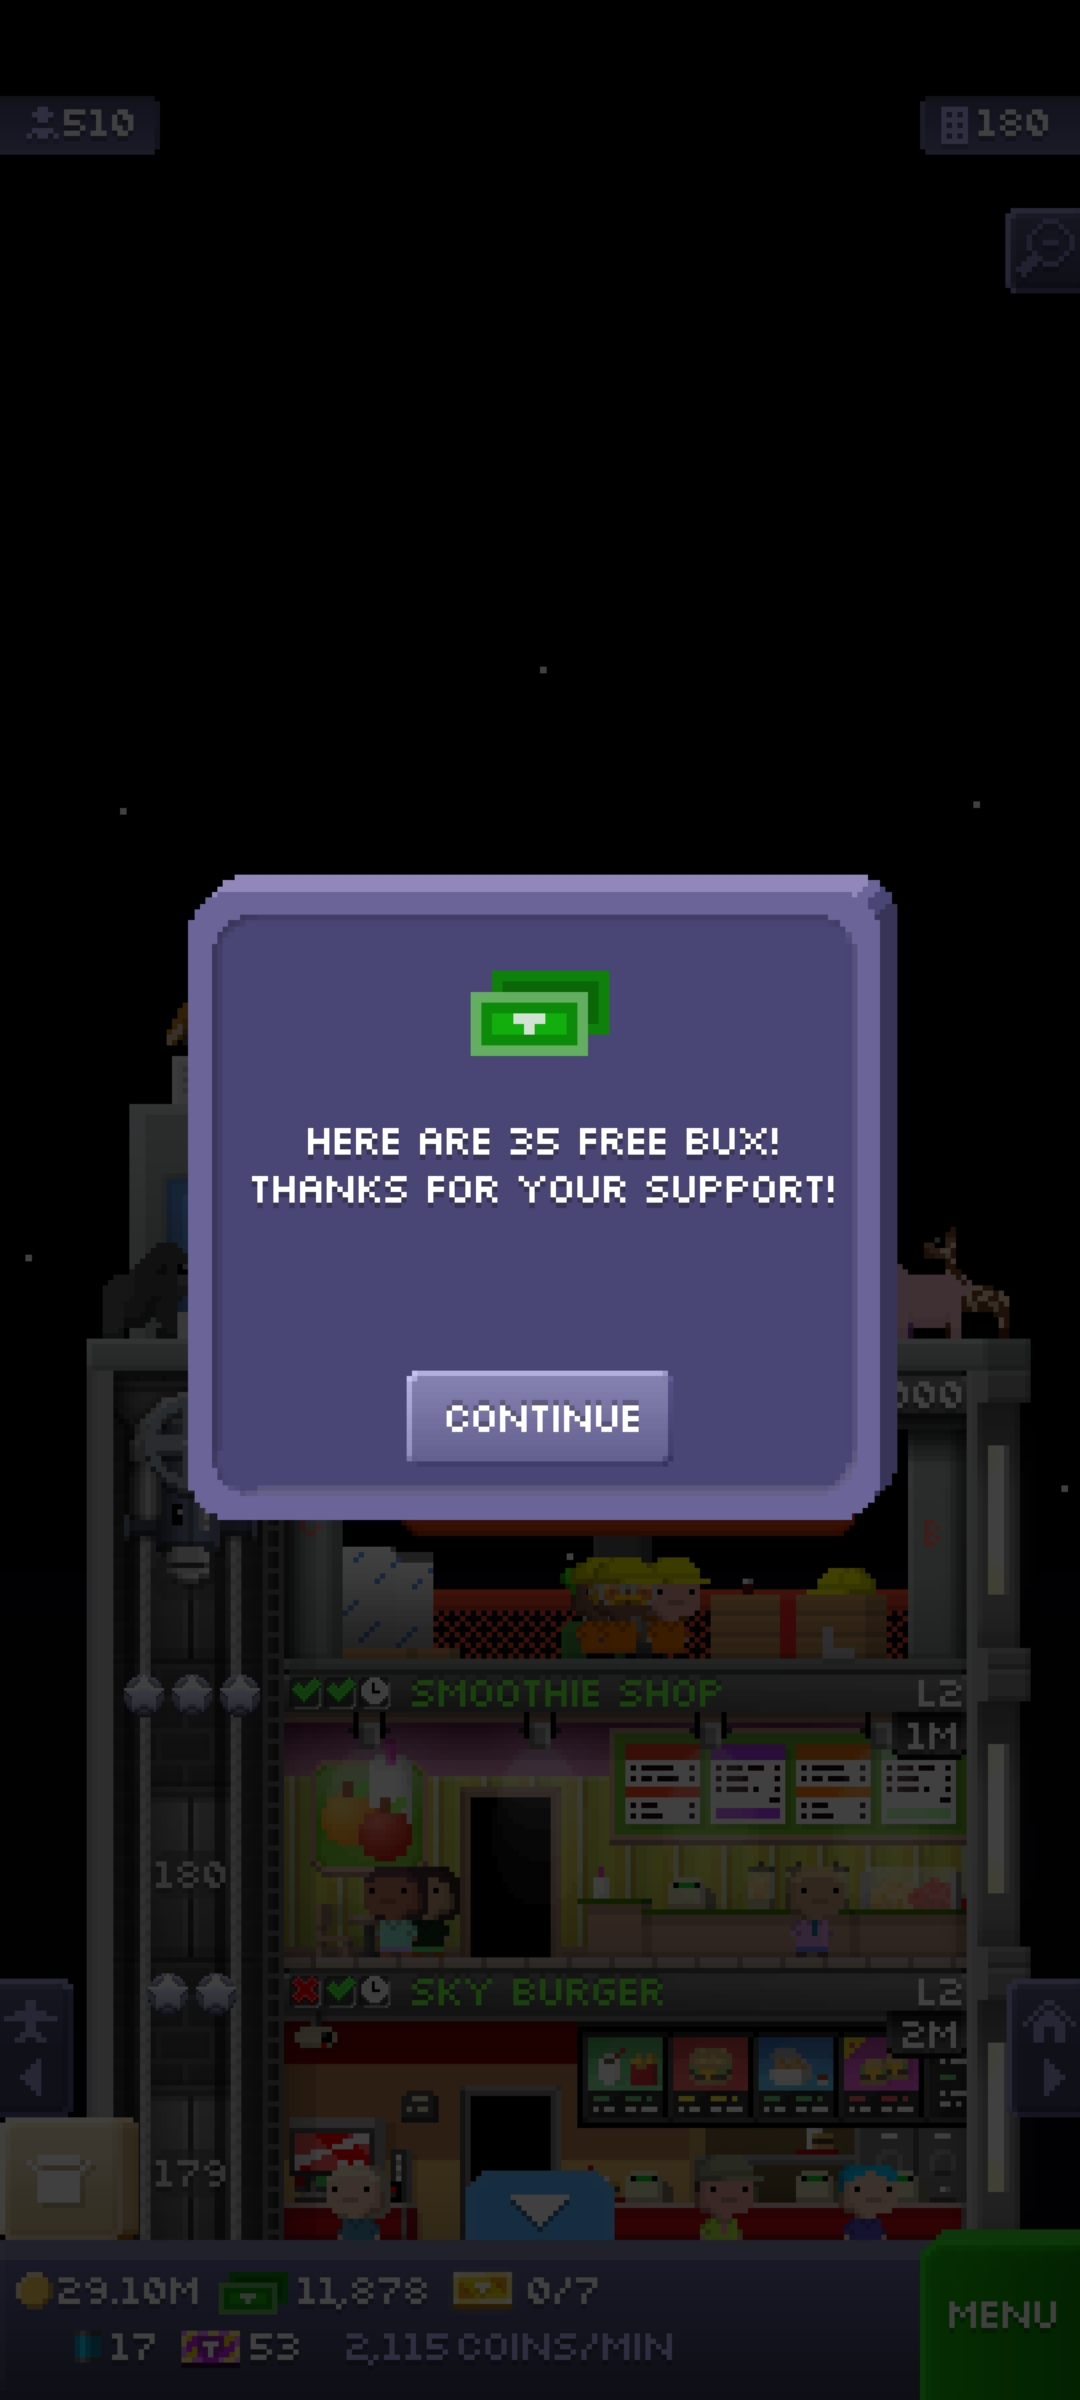 510
180
HERE ARE 35 FREE BUX!
THANKS FOR YOUR SUPPORT!
CONTINUE
SMOOTHIE SHOP L2
1M
180
SKY BURGER L2
2M
179
29.10M 11,878 0/7
MENU
17 53 2,115 COINS/MIN